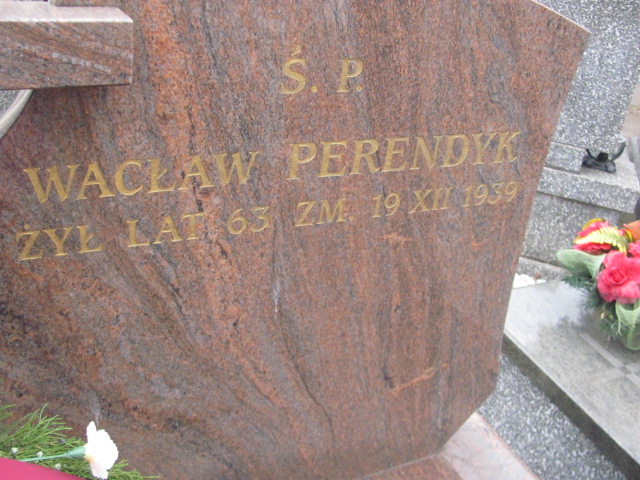 Ś. P.
WACŁAW PERENDYK
ŻYŁ LAT 63 ZM. 19 XII 1939